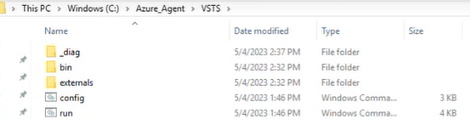 This PC > Windows (C:) > Azure_Agent > VSTS >
Name Date modified Type Size
_diag 5/4/2023 2:37 PM File folder
bin 5/4/2023 2:32 PM File folder
externals 5/4/2023 2:32 PM File folder
config 5/4/2023 1:46 PM Windows Comma... 3 KB
run 5/4/2023 1:46 PM Windows Comma... 4 KB